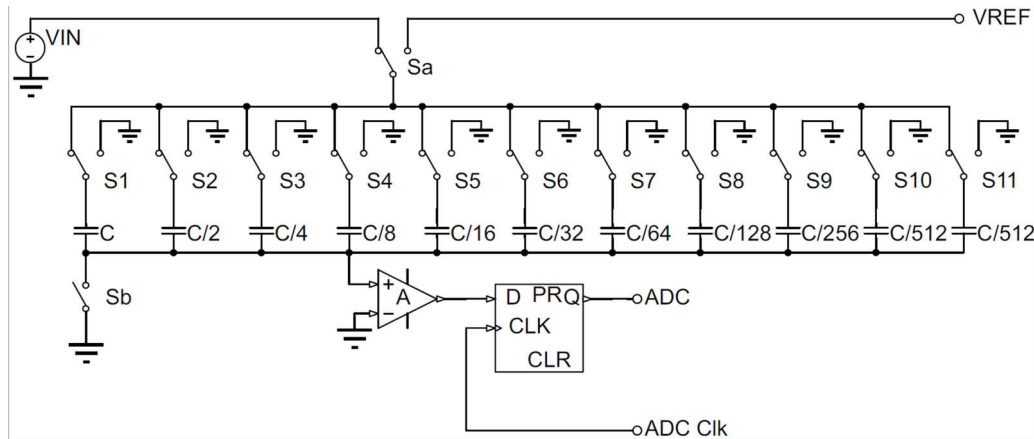 VREF
VIN
Sa
S1 S2 S3 S4 S5 S6 S7 S8 S9 S10 S11
C C/2 C/4 C/8 C/16 C/32 C/64 C/128 C/256 C/512 C/512
Sb
+ A −
D PR Q
ADC
CLK
CLR
ADC Clk